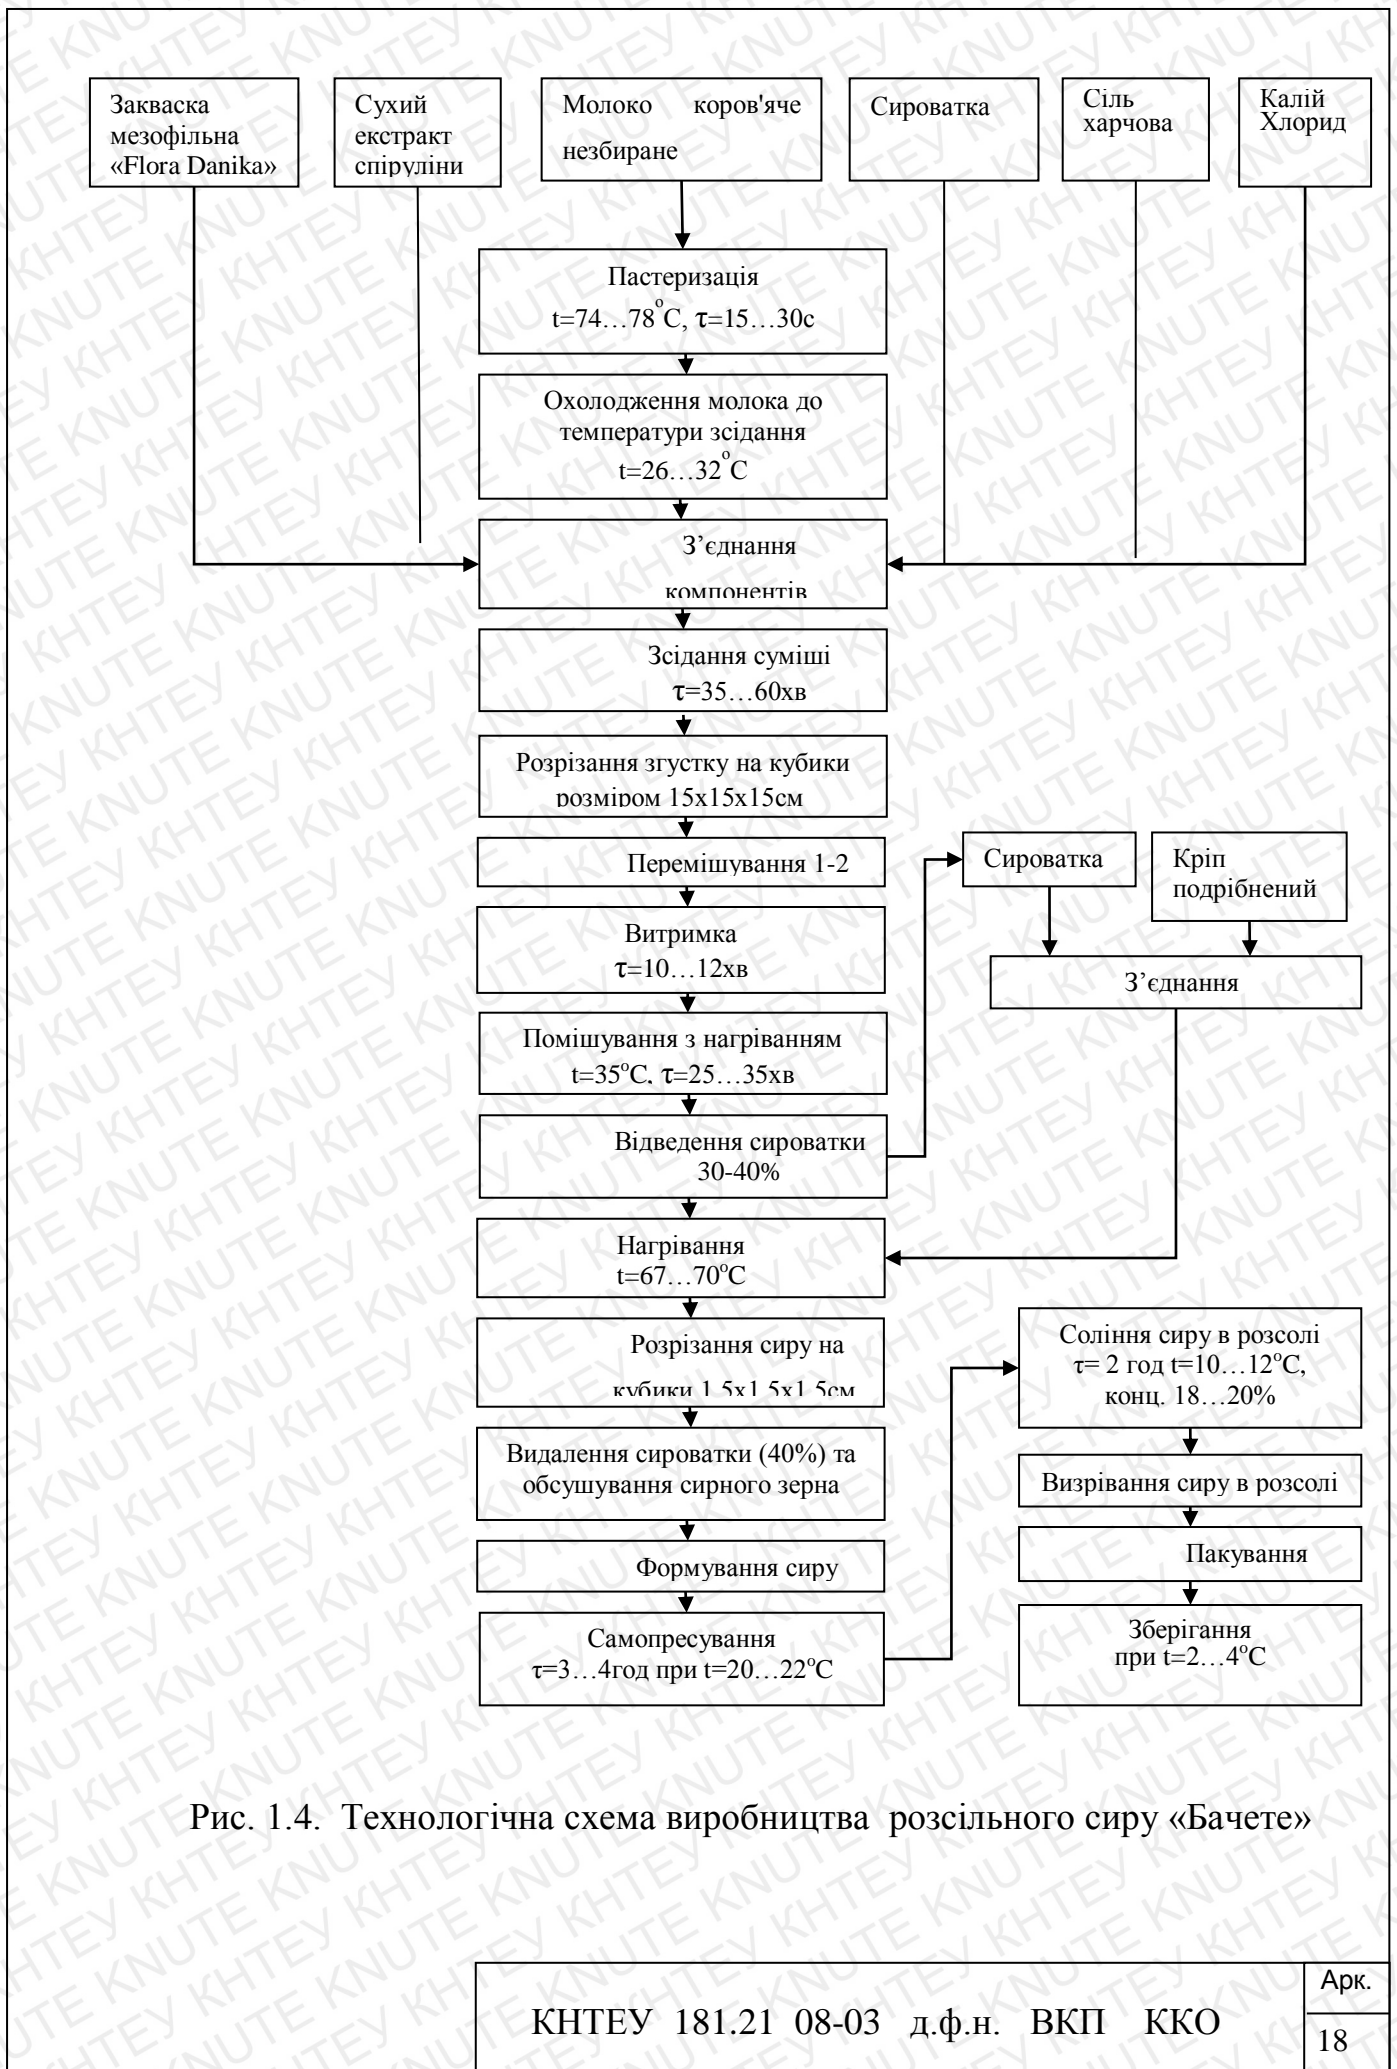 Закваска
мезофільна
«Flora Danika»
Сухий
екстракт
спіруліни
Молоко коров'яче
незбиране
Сироватка
Сіль
харчова
Калій
Хлорид
Пастеризація
t=74…78°C, τ=15…30с
Охолодження молока до
температури зсідання
t=26…32°C
З’єднання
компонентів
Зсідання суміші
τ=35…60хв
Розрізання згустку на кубики
розміром 15х15х15см
Перемішування 1-2
Витримка
τ=10…12хв
Сироватка
Кріп
подрібнений
З’єднання
Помішування з нагріванням
t=35°C, τ=25…35хв
Відведення сироватки
30-40%
Нагрівання
t=67…70°C
Розрізання сиру на
кубики 1,5х1,5х1,5см
Видалення сироватки (40%) та
обсушування сирного зерна
Формування сиру
Самопресування
τ=3…4год при t=20…22°C
Соління сиру в розсолі
τ= 2 год t=10…12°C,
конц. 18…20%
Визрівання сиру в розсолі
Пакування
Зберігання
при t=2…4°C
Рис. 1.4. Технологічна схема виробництва розсільного сиру «Бачете»
КНТЕУ 181.21 08-03 д.ф.н. ВКП ККО
Арк.
18